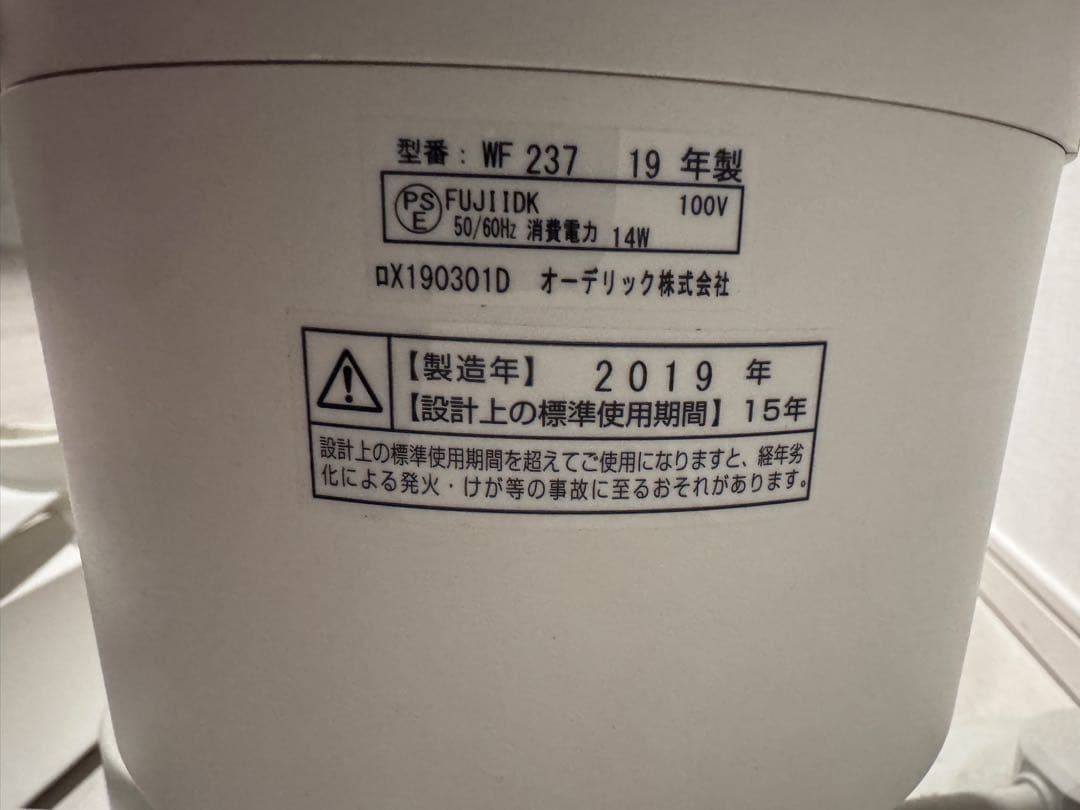 型番： WF 237 19 年製
PSE FUJIIDK 100V
50/60Hz 消費電力 14W
ロX190301D オーデリック株式会社
【製造年】 2019 年
【設計上の標準使用期間】 15年
設計上の標準使用期間を超えてご使用になりますと、経年劣
化による発火・けが等の事故に至るおそれがあります。